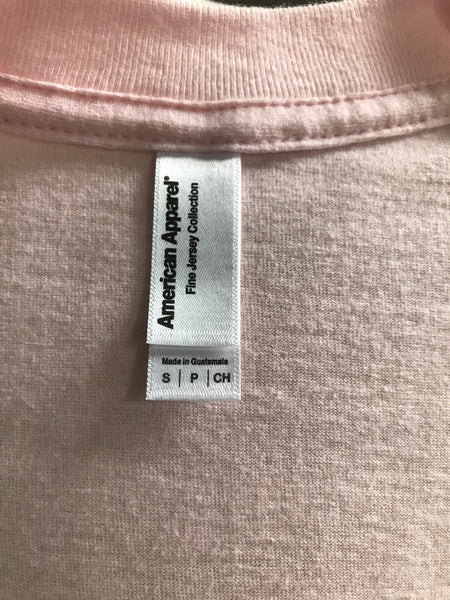 American Apparel®
Fine Jersey Collection
Made in Guatemala
S | P | CH